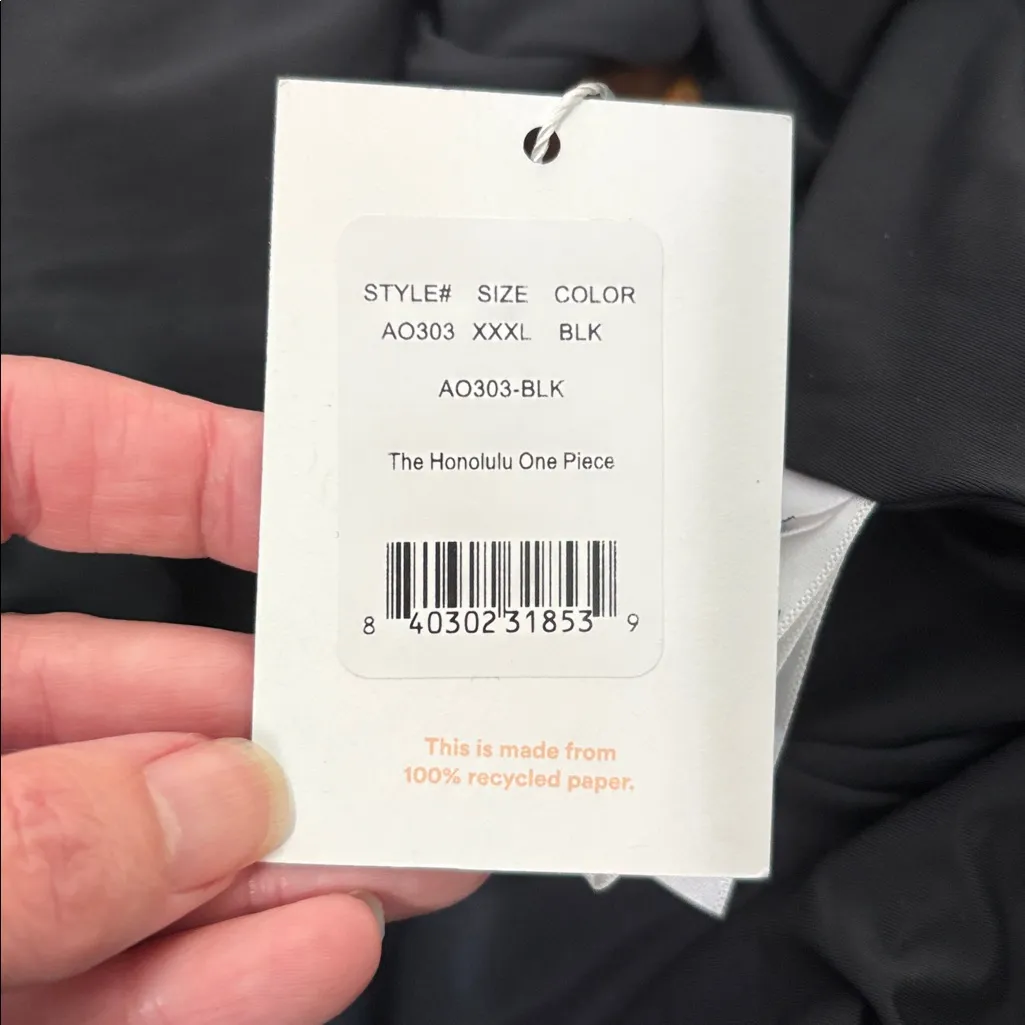 STYLE# SIZE COLOR
AO303 XXXL BLK
AO303-BLK
The Honolulu One Piece
8 40302 31853 9
This is made from
100% recycled paper.